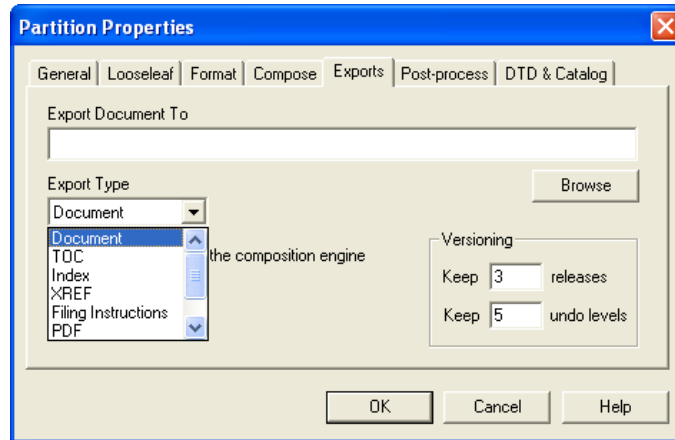 Partition Properties
General Looseleaf Format Compose Exports Post-process DTD & Catalog
Export Document To
Export Type
Browse
Document
Document
TOC
Index
XREF
Filing Instructions
PDF
the composition engine
Versioning
Keep 3 releases
Keep 5 undo levels
OK Cancel Help